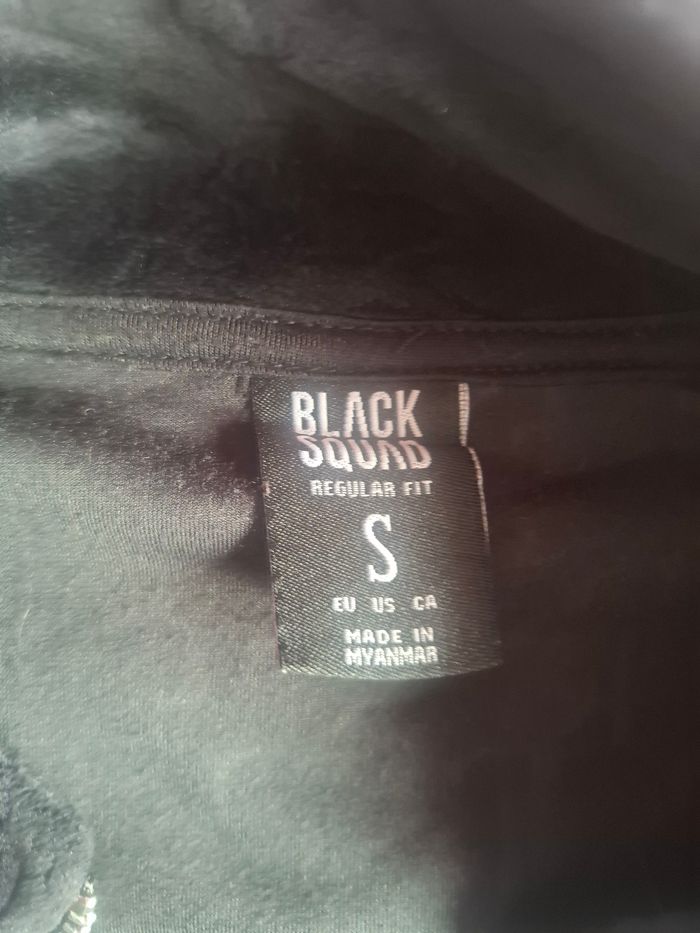 BLACK
SQUAD
REGULAR FIT
S
EU US CA
MADE IN
MYANMAR